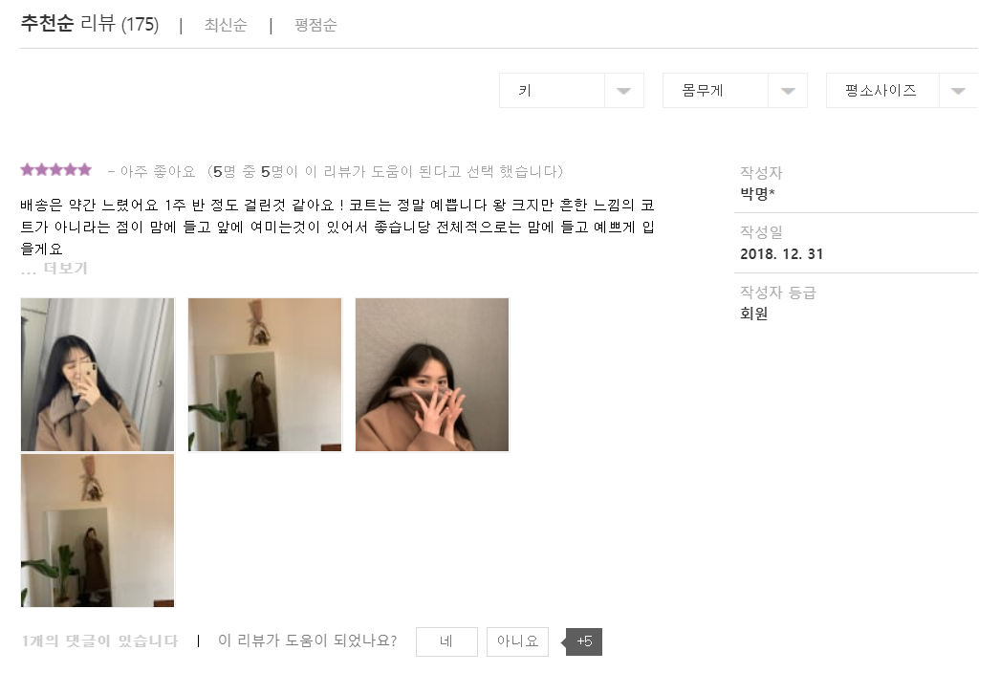 추천순 리뷰 (175) | 최신순 | 평점순
키 몸무게 평소사이즈
★★★★★ - 아주 좋아요 (5명 중 5명이 이 리뷰가 도움이 된다고 선택 했습니다)
배송은 약간 느렸어요 1주 반 정도 걸린것 같아요 ! 코트는 정말 예쁩니다 왕 크지만 흔한 느낌의 코
트가 아니라는 점이 맘에 들고 앞에 여미는것이 있어서 좋습니당 전체적으로는 맘에 들고 예쁘게 입
을게요
... 더보기
작성자
박명*
작성일
2018. 12. 31
작성자 등급
회원
1개의 댓글이 있습니다 | 이 리뷰가 도움이 되었나요? 네 아니요 +5